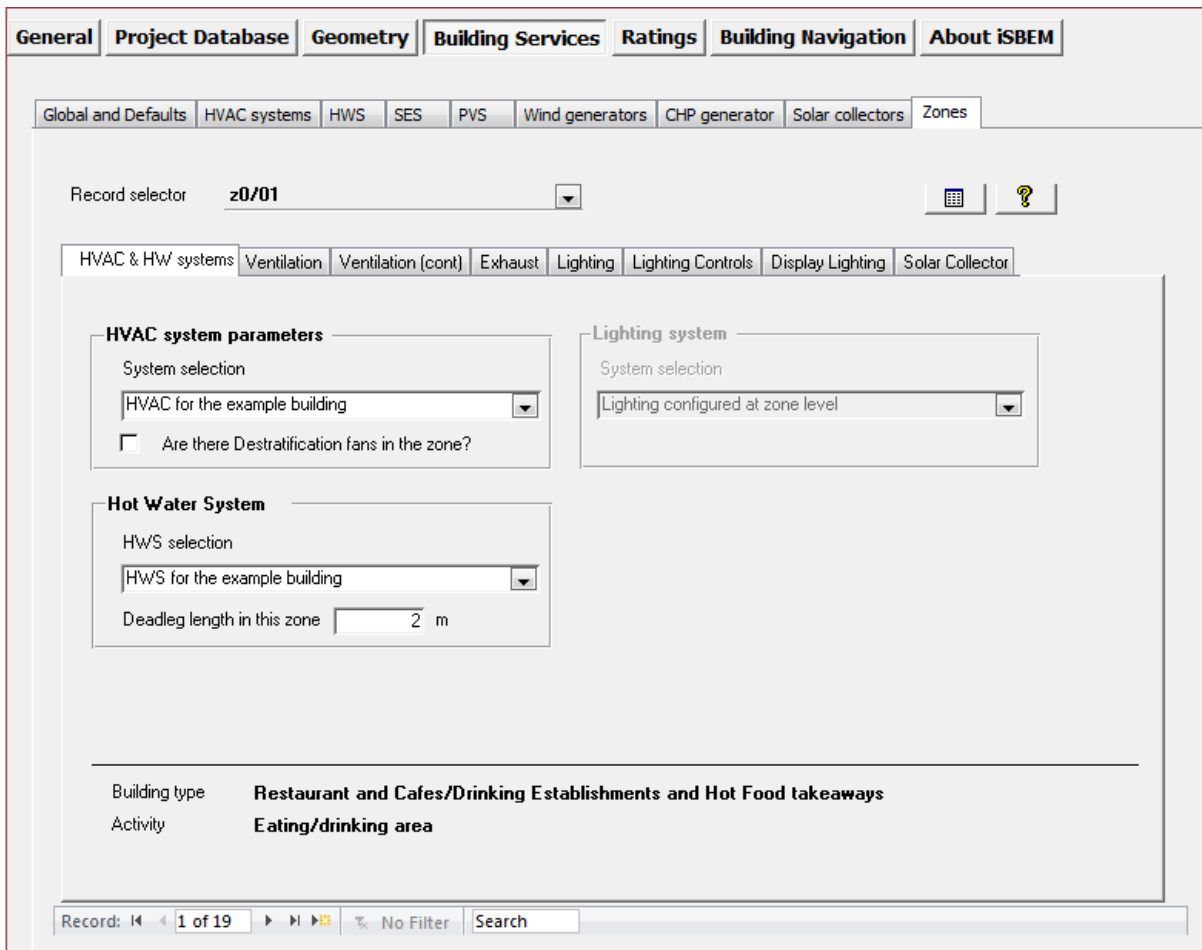 General Project Database Geometry Building Services Ratings Building Navigation About iSBEM
Global and Defaults HVAC systems HWS SES PVS Wind generators CHP generator Solar collectors Zones
Record selector z0/01
HVAC & HW systems Ventilation Ventilation (cont) Exhaust Lighting Lighting Controls Display Lighting Solar Collector
HVAC system parameters
System selection
HVAC for the example building
Are there Destratification fans in the zone?
Lighting system
System selection
Lighting configured at zone level
Hot Water System
HWS selection
HWS for the example building
Deadleg length in this zone 2 m
Building type Restaurant and Cafes/Drinking Establishments and Hot Food takeaways
Activity Eating/drinking area
Record: 1 of 19 No Filter Search